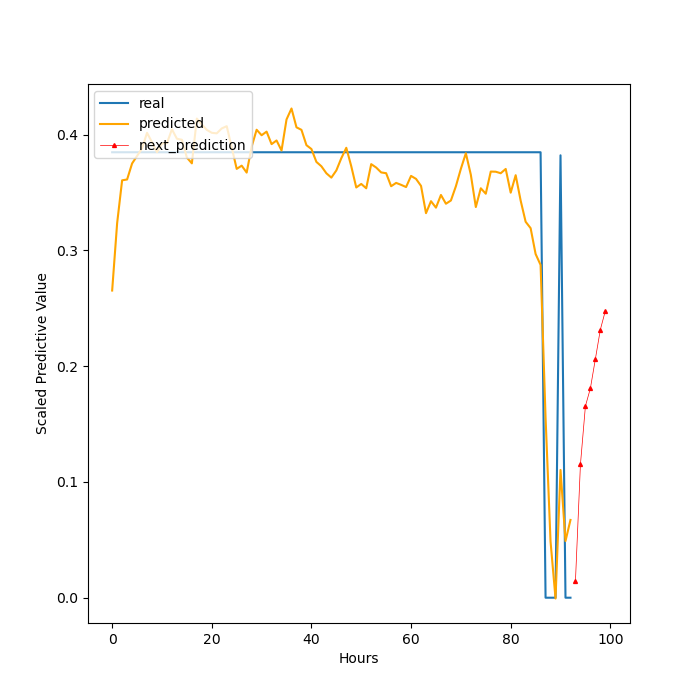 real
predicted
next_prediction
0.4
0.3
0.2
0.1
0.0
Scaled Predictive Value
0 20 40 60 80 100
Hours